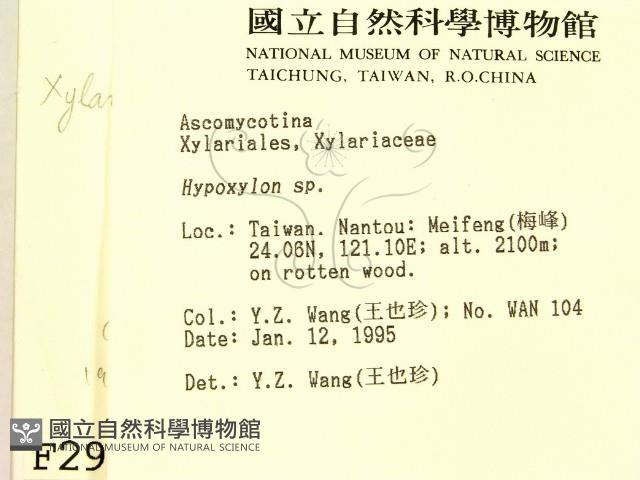 國立自然科學博物館
NATIONAL MUSEUM OF NATURAL SCIENCE
TAICHUNG, TAIWAN, R.O.CHINA
Ascomycotina
Xylariales, Xylariaceae
Hypoxylon sp.
Loc.: Taiwan. Nantou: Meifeng(梅峰)
24.06N, 121.10E; alt. 2100m;
on rotten wood.
Col.: Y.Z. Wang(王也珍); No. WAN 104
Date: Jan. 12, 1995
Det.: Y.Z. Wang(王也珍)
Xylar
19
國立自然科學博物館
NATIONAL MUSEUM OF NATURAL SCIENCE
F29